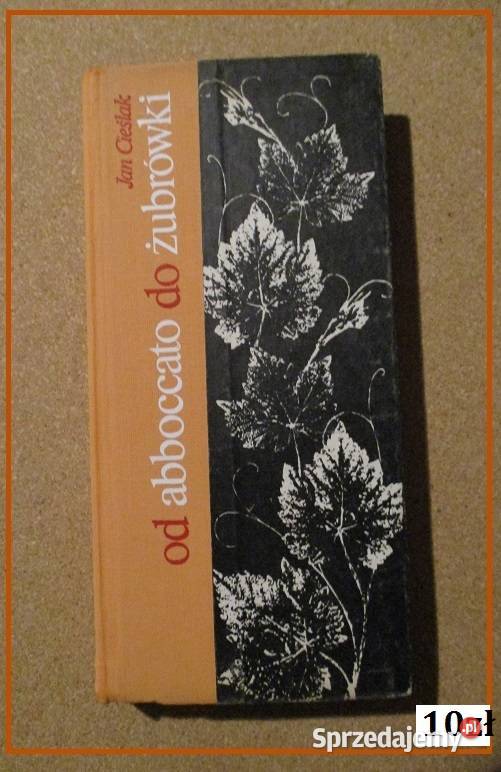 Jan Cieślak
od abboccato do żubrówki
10 zł
Sprzedajemy.pl